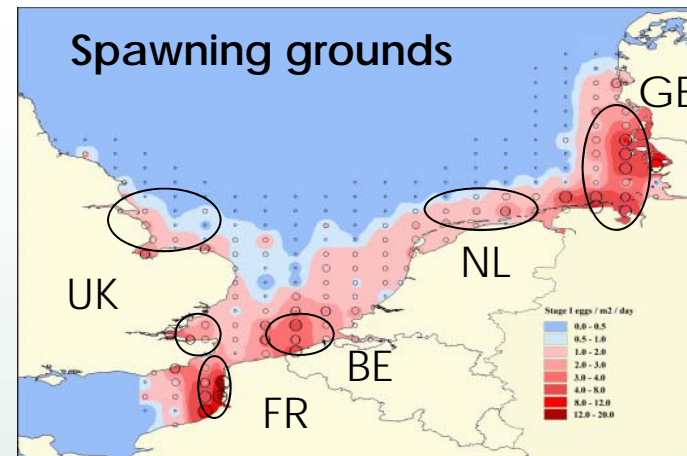 Spawning grounds
GE
UK
NL
BE
FR
Stage I eggs / m2 / day
0.0 - 0.5
0.5 - 1.0
1.0 - 2.0
2.0 - 3.0
3.0 - 4.0
4.0 - 8.0
8.0 - 12.0
12.0 - 20.0